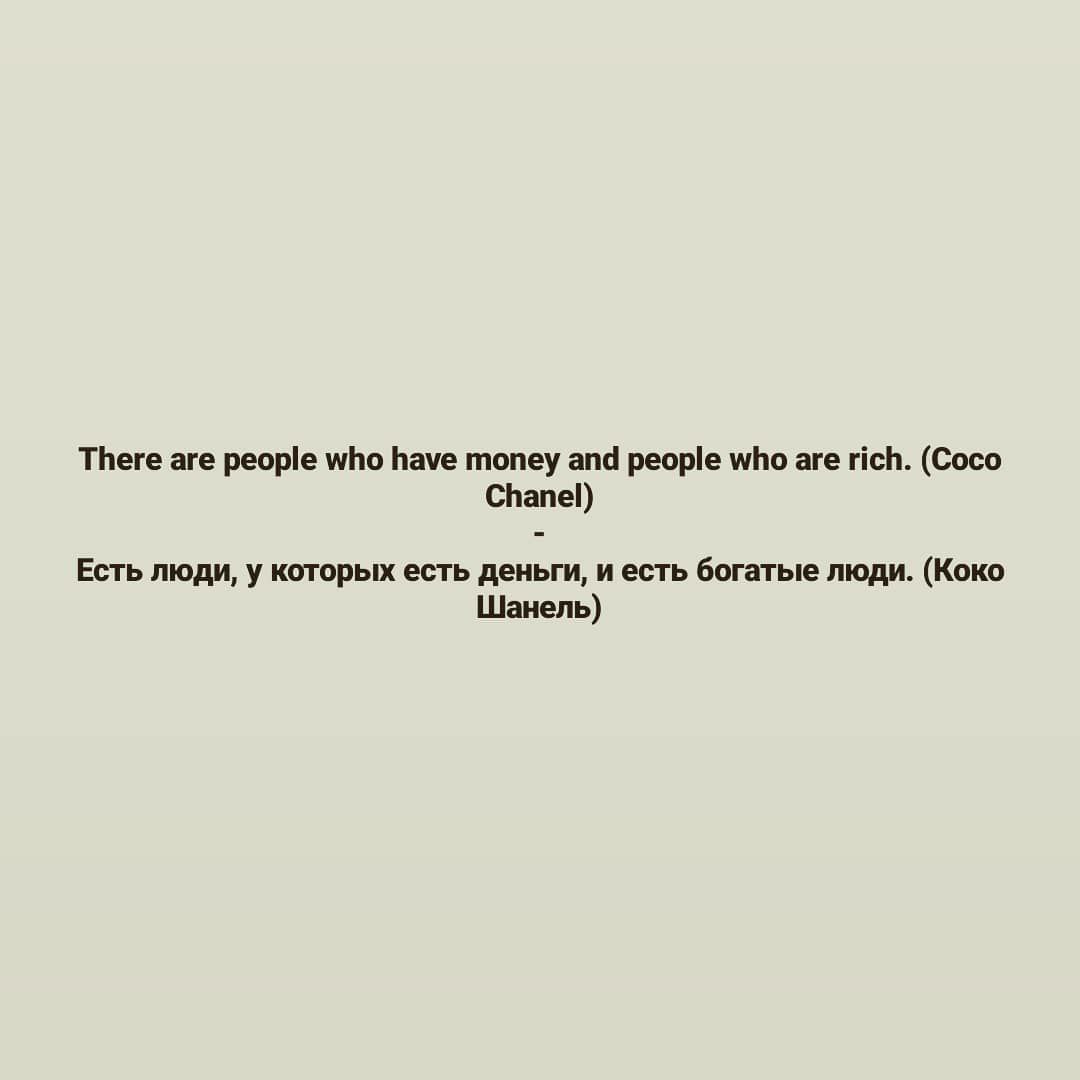 There are people who have money and people who are rich. (Coco
Chanel)
-
Есть люди, у которых есть деньги, и есть богатые люди. (Коко
Шанель)